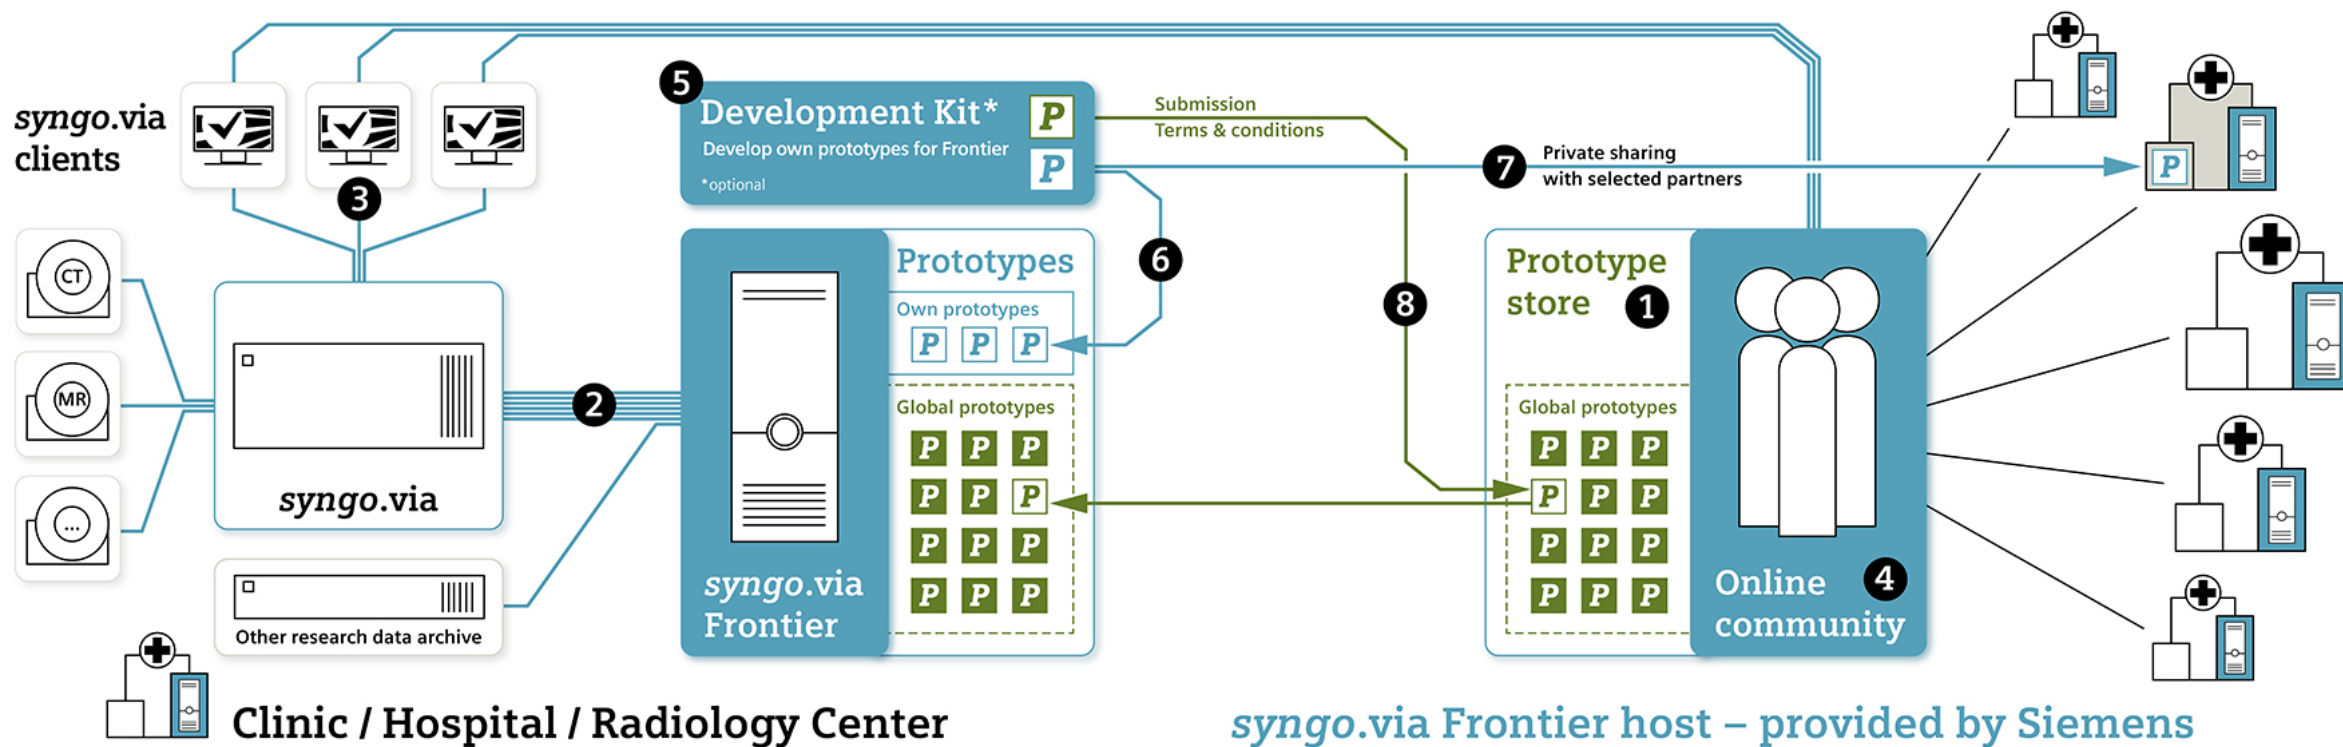 syngo.via
clients
3
CT
MR
...
syngo.via
Other research data archive
2
5
Development Kit*
Develop own prototypes for Frontier
*optional
P
P
Submission
Terms & conditions
7
Private sharing
with selected partners
P
6
8
syngo.via
Frontier
Prototypes
Own prototypes
P P P
Global prototypes
P P P
P P P
P P P
P P P
Prototype
store 1
Global prototypes
P P P
P P P
P P P
P P P
Online
community
4
Clinic / Hospital / Radiology Center
syngo.via Frontier host – provided by Siemens